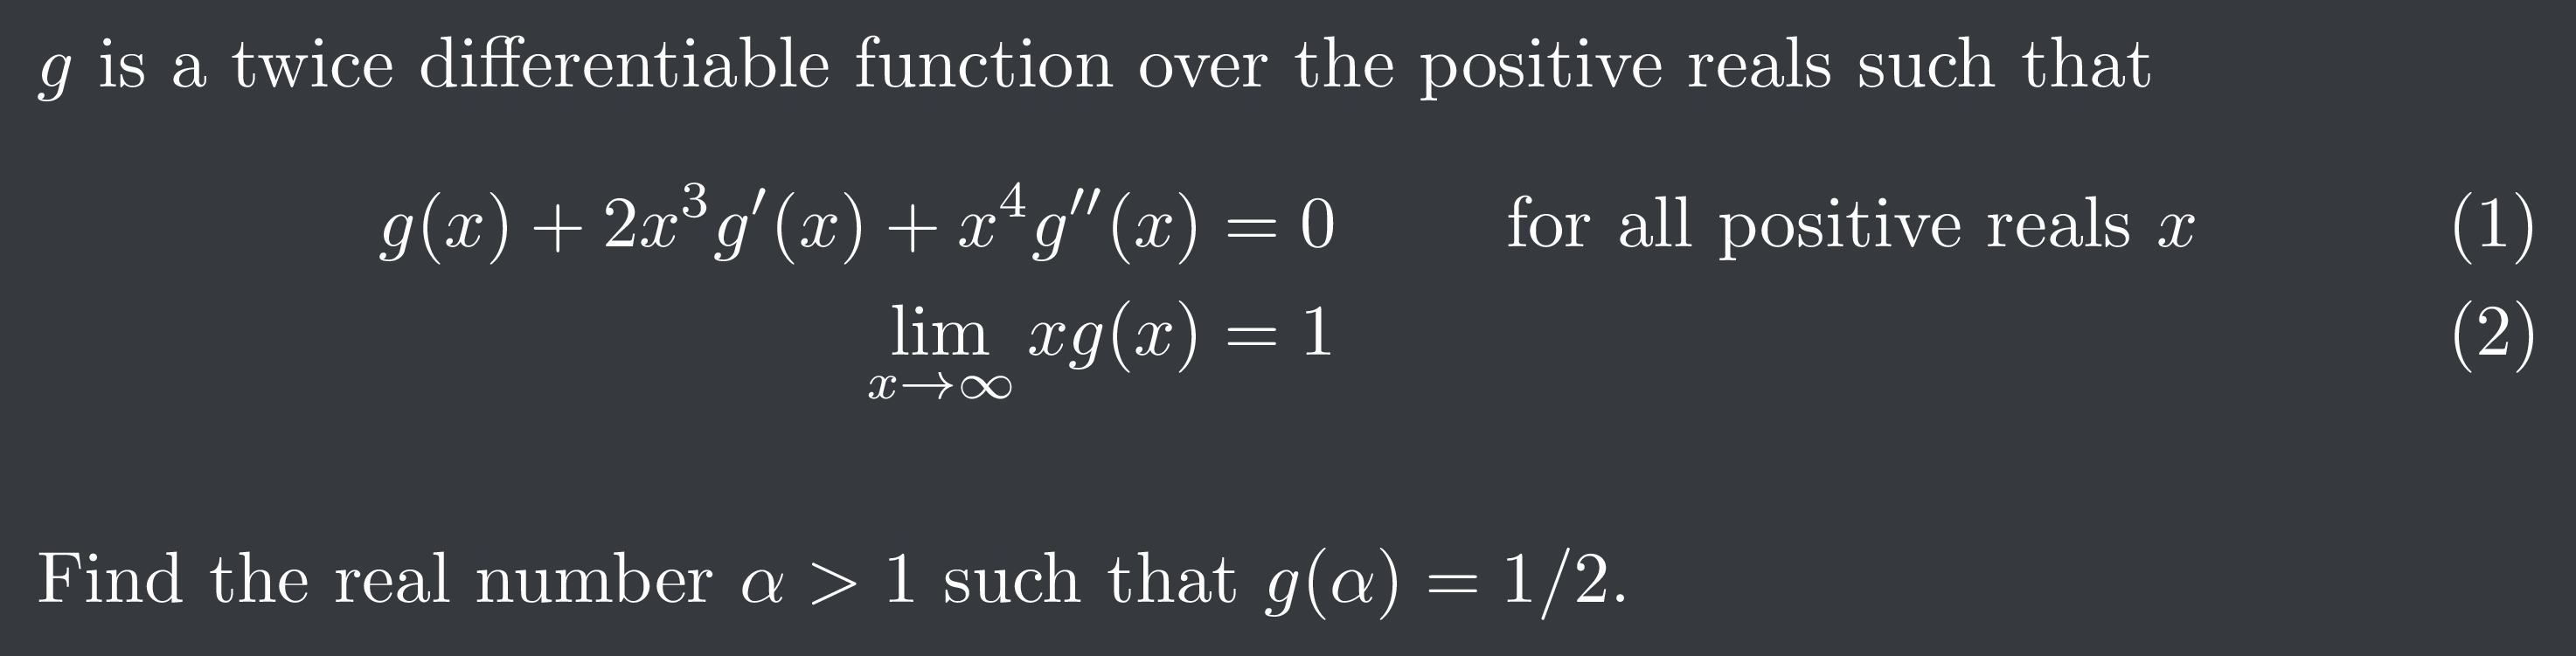 g is a twice differentiable function over the positive reals such that
g(x) + 2x³g′(x) + x⁴g″(x) = 0 for all positive reals x (1)
lim_{x→∞} xg(x) = 1 (2)
Find the real number α > 1 such that g(α) = 1/2.